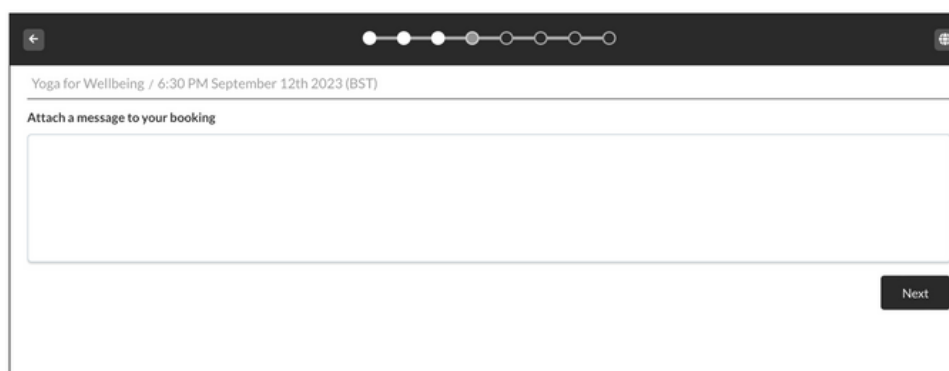 Yoga for Wellbeing / 6:30 PM September 12th 2023 (BST)
Attach a message to your booking
Next